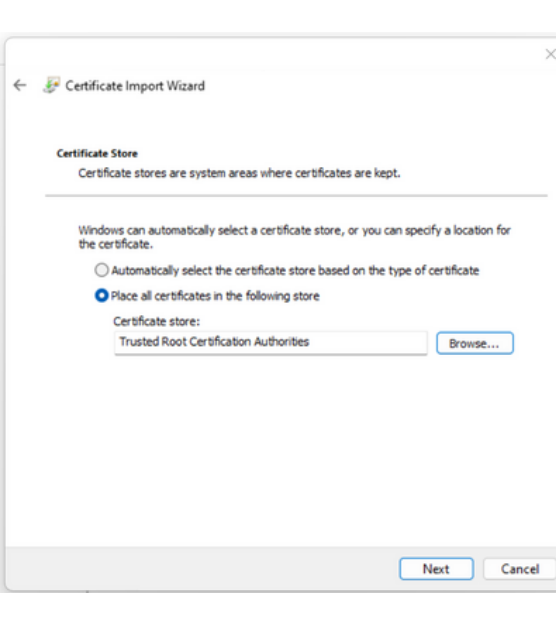 Certificate Import Wizard
Certificate Store
Certificate stores are system areas where certificates are kept.
Windows can automatically select a certificate store, or you can specify a location for
the certificate.
Automatically select the certificate store based on the type of certificate
Place all certificates in the following store
Certificate store:
Trusted Root Certification Authorities
Browse...
Next
Cancel